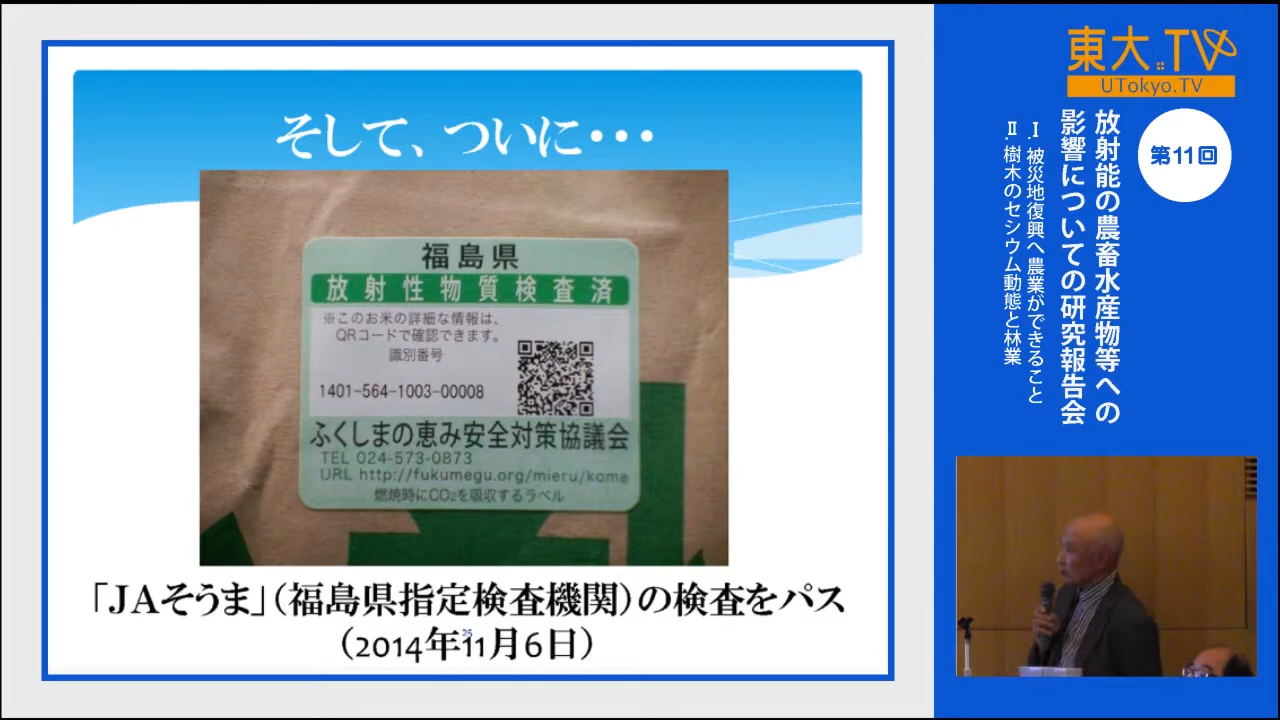 そして、ついに・・・
福島県
放射性物質検査済
※このお米の詳細な情報は、
QRコードで確認できます。
識別番号
1401-564-1003-00008
ふくしまの恵み安全対策協議会
TEL 024-573-0873
URL http://fukumegu.org/mieru/kome
燃焼時にCO2を吸収するラベル
「JAそうま」(福島県指定検査機関)の検査をパス
(2014年11月6日)
25
東大.TV
UTokyo.TV
第11回
放射能の農畜水産物等への
影響についての研究報告会
Ⅰ.被災地復興へ農業ができること
Ⅱ.樹木のセシウム動態と林業